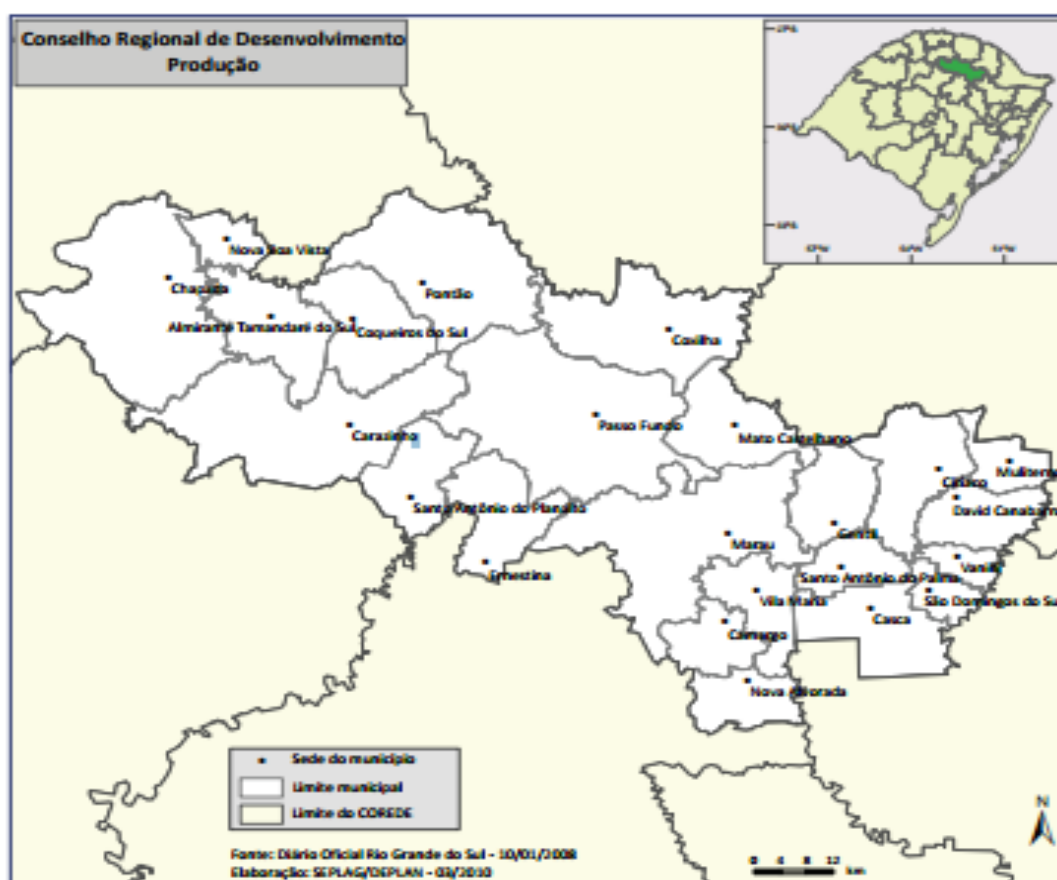 Conselho Regional de Desenvolvimento
Produção
Nova Boa Vista
Chapada
Pontão
Almirante Tamandaré do Sul
Coqueiros do Sul
Coxilha
Passo Fundo
Mato Castelhano
Carazinho
Muliterno
Ciríaco
Santo Antônio do Planalto
David Canabarro
Gentil
Marau
Vanini
Ernestina
Santo Antônio do Palma
Vila Maria
São Domingos do Su
Casca
Camargo
Nova Alvorada
Sede do município
Limite municipal
Limite do COREDE
N
Fonte: Diário Oficial Rio Grande do Sul - 10/01/2008
Elaboração: SEPLAG/DEPLAN - 03/2010
0 4 8 12
km